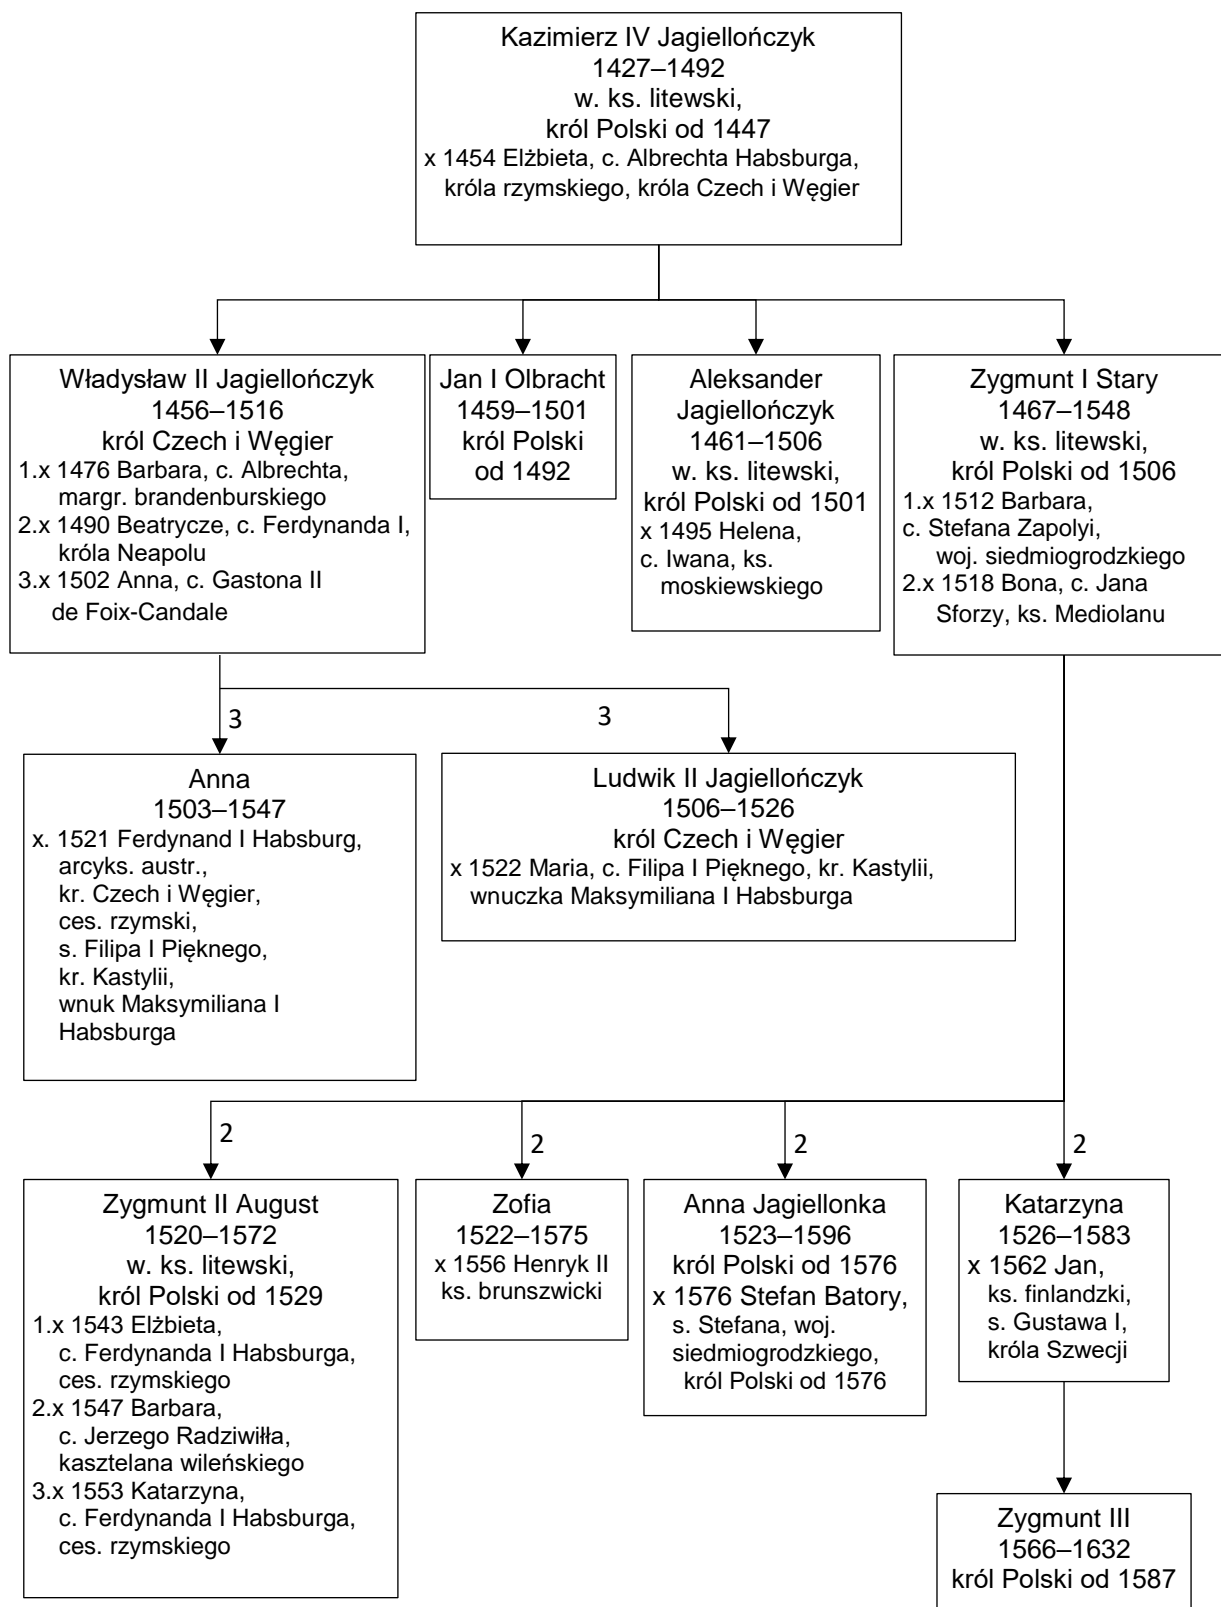 Kazimierz IV Jagiellończyk
1427–1492
w. ks. litewski,
król Polski od 1447
x 1454 Elżbieta, c. Albrechta Habsburga,
króla rzymskiego, króla Czech i Węgier
Władysław II Jagiellończyk
1456–1516
król Czech i Węgier
1.x 1476 Barbara, c. Albrechta,
margr. brandenburskiego
2.x 1490 Beatrycze, c. Ferdynanda I,
króla Neapolu
3.x 1502 Anna, c. Gastona II
de Foix-Candale
Jan I Olbracht
1459–1501
król Polski
od 1492
Aleksander
Jagiellończyk
1461–1506
w. ks. litewski,
król Polski od 1501
x 1495 Helena,
c. Iwana, ks.
moskiewskiego
Zygmunt I Stary
1467–1548
w. ks. litewski,
król Polski od 1506
1.x 1512 Barbara,
c. Stefana Zapolyi,
woj. siedmiogrodzkiego
2.x 1518 Bona, c. Jana
Sforzy, ks. Mediolanu
3
3
Anna
1503–1547
x. 1521 Ferdynand I Habsburg,
arcyks. austr.,
kr. Czech i Węgier,
ces. rzymski,
s. Filipa I Pięknego,
kr. Kastylii,
wnuk Maksymiliana I
Habsburga
Ludwik II Jagiellończyk
1506–1526
król Czech i Węgier
x 1522 Maria, c. Filipa I Pięknego, kr. Kastylii,
wnuczka Maksymiliana I Habsburga
2
2
2
2
Zygmunt II August
1520–1572
w. ks. litewski,
król Polski od 1529
1.x 1543 Elżbieta,
c. Ferdynanda I Habsburga,
ces. rzymskiego
2.x 1547 Barbara,
c. Jerzego Radziwiłła,
kasztelana wileńskiego
3.x 1553 Katarzyna,
c. Ferdynanda I Habsburga,
ces. rzymskiego
Zofia
1522–1575
x 1556 Henryk II
ks. brunszwicki
Anna Jagiellonka
1523–1596
król Polski od 1576
x 1576 Stefan Batory,
s. Stefana, woj.
siedmiogrodzkiego,
król Polski od 1576
Katarzyna
1526–1583
x 1562 Jan,
ks. finlandzki,
s. Gustawa I,
króla Szwecji
Zygmunt III
1566–1632
król Polski od 1587